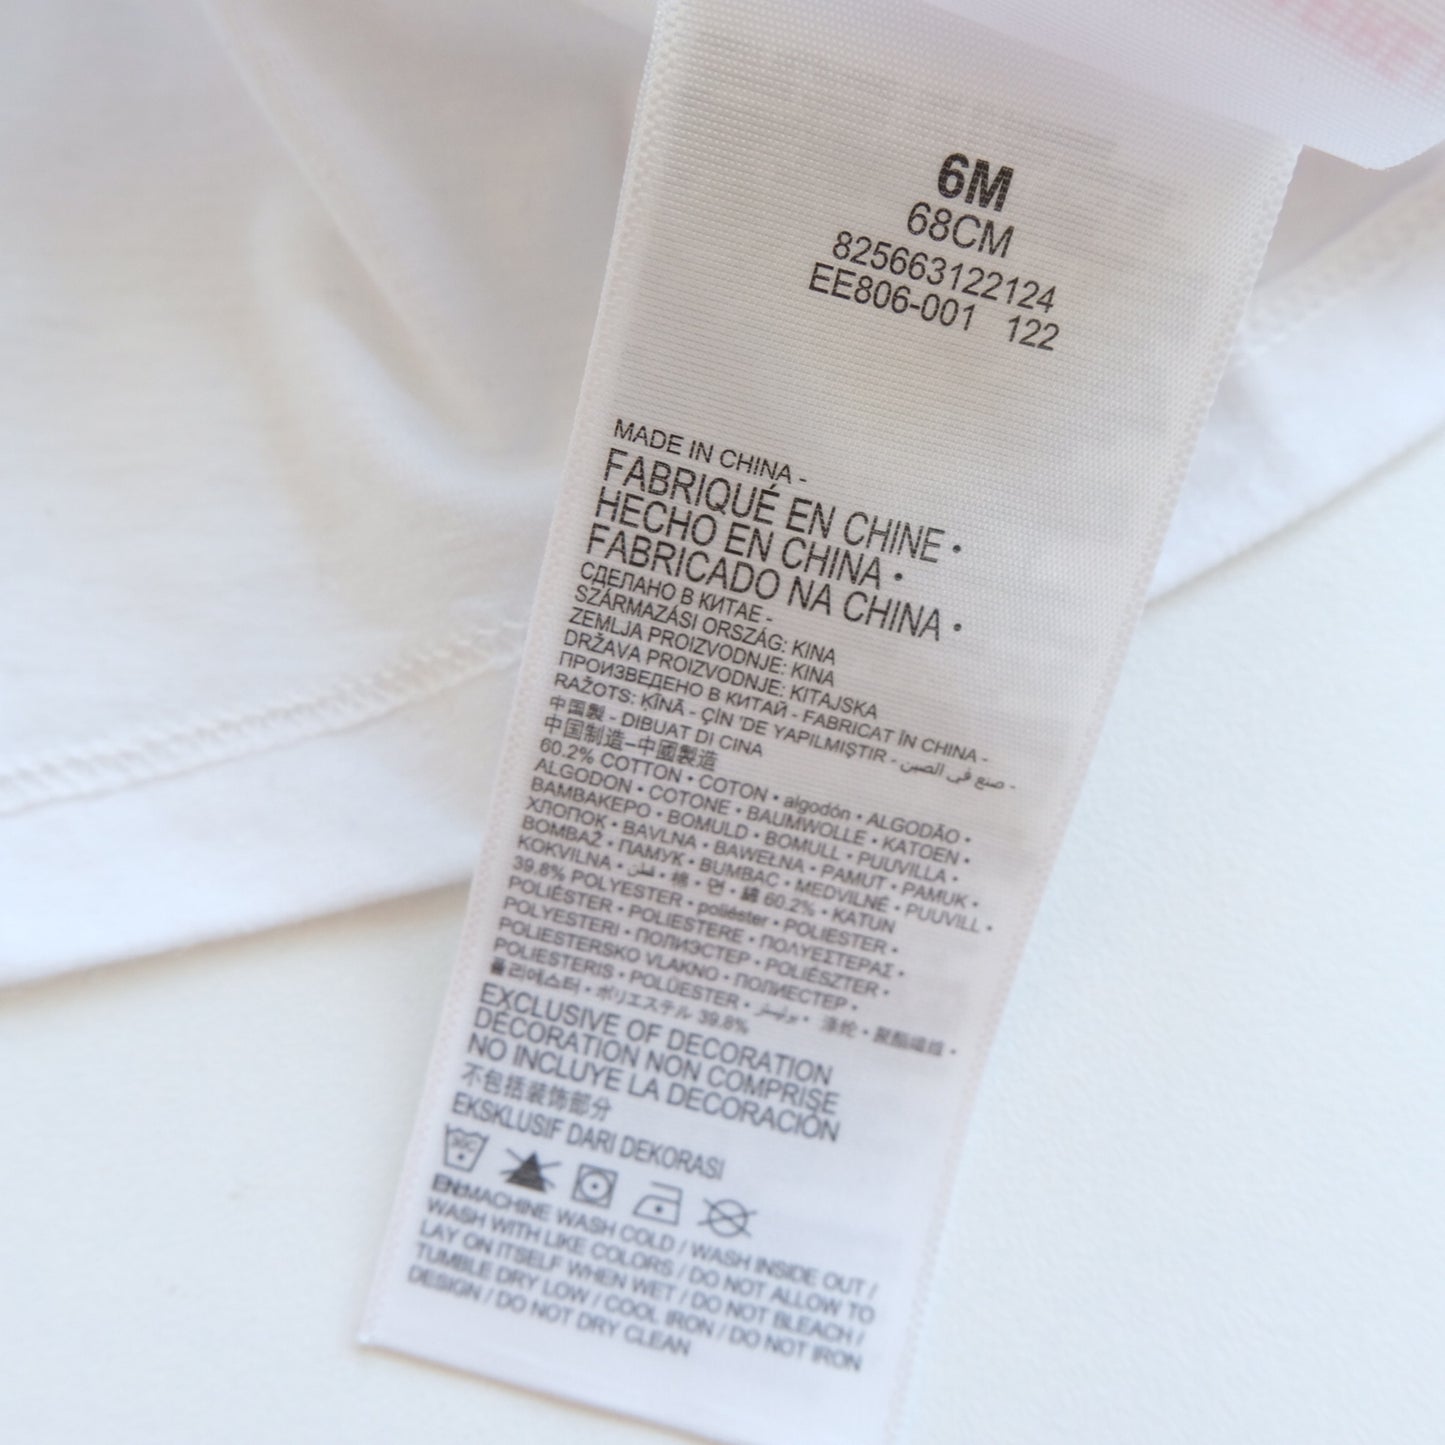 6M
68CM
825663122124
EE806-001 122
MADE IN CHINA -
FABRIQUÉ EN CHINE •
HECHO EN CHINA •
FABRICADO NA CHINA •
СДЕЛАНО В КИТАЕ -
SZÁRMAZÁSI ORSZÁG: KINA
ZEMLJA PROIZVODNJE: KINA
DRŽAVA PROIZVODNJE: KITAJSKA
ПРОИЗВЕДЕНО В КИТАЙ - FABRICAT ÎN CHINA -
RAŽOTS: ĶĪNĀ - ÇİN 'DE YAPILMIŞTIR - صنع في الصين -
中国製 - DIBUAT DI CINA
中国制造–中國製造
60.2% COTTON • COTON • algodón • ALGODÃO •
ALGODON • COTONE • BAUMWOLLE • KATOEN •
ΒΑΜΒΑΚΕΡΟ • BOMULD • BOMULL • PUUVILLA •
ХЛОПОК • BAVLNA • BAWEŁNA • PAMUT • PAMUK •
BOMBAŽ • ПАМУК • BUMBAC • MEDVILNĖ • PUUVILL •
KOKVILNA • قطن • 棉 • 면 • 綿 60.2% • KATUN
39.8% POLYESTER • poliéster • POLIESTER •
POLIÉSTER • POLIESTERE • ΠΟΛΥΕΣΤΕΡΑΣ •
POLYESTERI • ПОЛИЭСТЕР • POLIÉSZTER •
POLIESTERSKO VLAKNO • ПОЛИЕСТЕР •
POLIESTERIS • POLÜESTER • بوليستر • 涤纶 • 聚酯纖維 •
폴리에스터 • ポリエステル 39.8%
EXCLUSIVE OF DECORATION
DÉCORATION NON COMPRISE
NO INCLUYE LA DECORACIÓN
不包括装饰部分
EKSKLUSIF DARI DEKORASI
30C
EN:MACHINE WASH COLD / WASH INSIDE OUT /
WASH WITH LIKE COLORS / DO NOT ALLOW TO
LAY ON ITSELF WHEN WET / DO NOT BLEACH /
TUMBLE DRY LOW / COOL IRON / DO NOT IRON
DESIGN / DO NOT DRY CLEAN